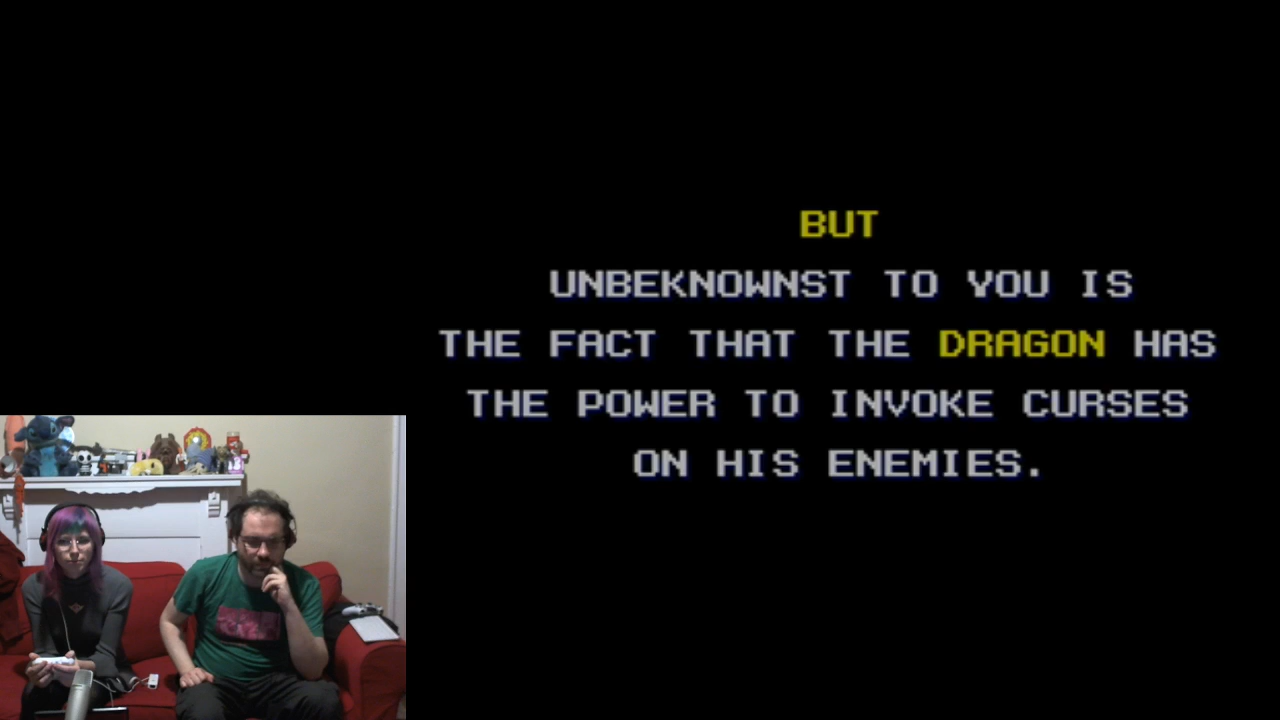 BUT
UNBEKNOWNST TO YOU IS
THE FACT THAT THE DRAGON HAS
THE POWER TO INVOKE CURSES
ON HIS ENEMIES.